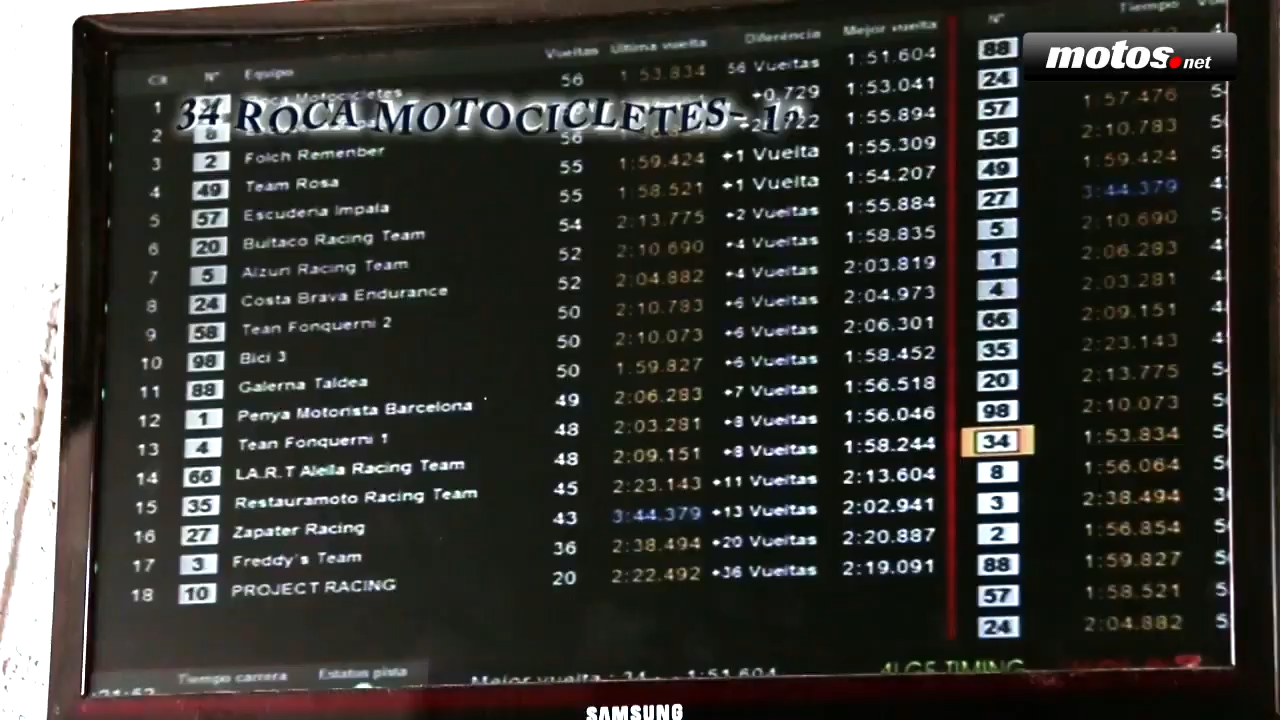 motos.net
Nº Equipo Vueltas Última vuelta Diferencia Mejor vuelta
1 56 1:53.834 56 Vueltas 1:51.604
34 ROCA MOTOCICLETES-
2 8 +0.729 1:53.041
3 2 Folch Remenber 56 1:55.894
4 49 Team Rosa 55 1:59.424 +1 Vuelta 1:55.309
5 57 Escuderia Impala 55 1:58.521 +1 Vuelta 1:54.207
6 20 Bultaco Racing Team 54 2:13.775 +2 Vueltas 1:55.884
7 5 Alzuri Racing Team 52 2:10.690 +4 Vueltas 1:58.835
8 24 Costa Brava Endurance 52 2:04.882 +4 Vueltas 2:03.819
9 58 Tean Fonquerni 2 50 2:10.783 +6 Vueltas 2:04.973
10 98 Bici 3 50 2:10.073 +6 Vueltas 2:06.301
11 88 Galerna Taldea 50 1:59.827 +6 Vueltas 1:58.452
12 1 Penya Motorista Barcelona 49 2:06.283 +7 Vueltas 1:56.518
13 4 Tean Fonquerni 1 48 2:03.281 +8 Vueltas 1:56.046
14 66 LA.R.T Alella Racing Team 48 2:09.151 +8 Vueltas 1:58.244
15 35 Restauramoto Racing Team 45 2:23.143 +11 Vueltas 2:13.604
16 27 Zapater Racing 43 3:44.379 +13 Vueltas 2:02.941
17 3 Freddy's Team 36 2:38.494 +20 Vueltas 2:20.887
18 10 PROJECT RACING 20 2:22.492 +36 Vueltas 2:19.091
Nº Tiempo
88
24
57 1:57.476
58 2:10.783
49 1:59.424
27 3:44.379
5 2:10.690
1 2:06.283
4 2:03.281
66 2:09.151
35 2:23.143
20 2:13.775
98 2:10.073
34 1:53.834
8 1:56.064
3 2:38.494
2 1:56.854
88 1:59.827
57 1:58.521
24 2:04.882
Tiempo carrera Estatus pista Mejor vuelta : 34 - 1:51.604
TIMING
SAMSUNG